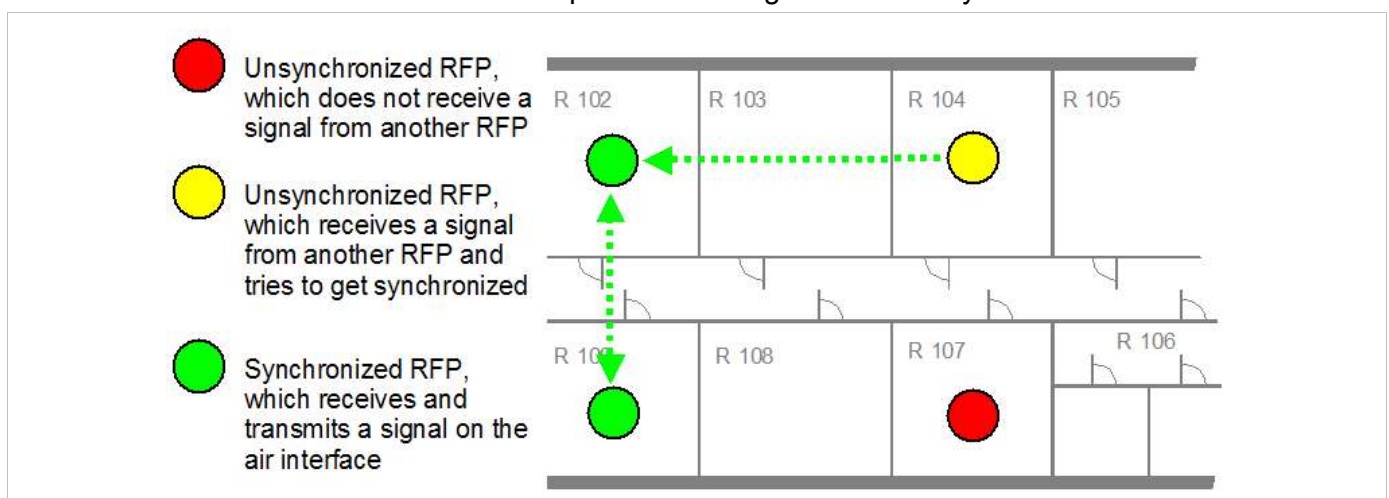 Unsynchronized RFP,
which does not receive a
signal from another RFP
Unsynchronized RFP,
which receives a signal
from another RFP and
tries to get synchronized
Synchronized RFP,
which receives and
transmits a signal on the
air interface
R 102
R 103
R 104
R 105
R 109
R 108
R 107
R 106